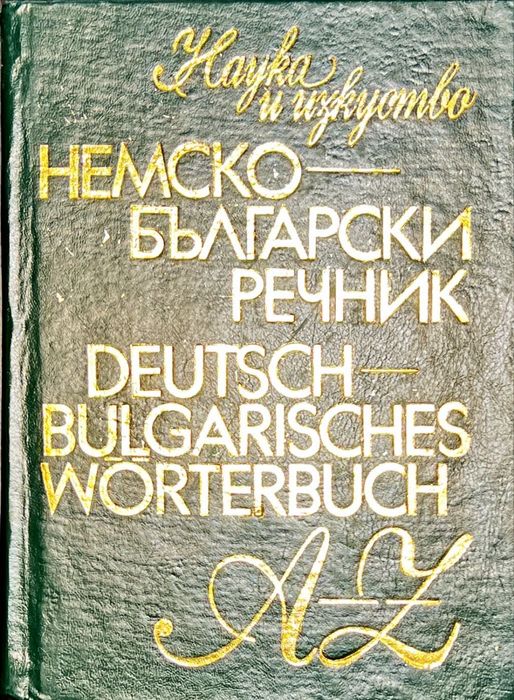 Наука
и изкуство
НЕМСКО—
БЪЛГАРСКИ
РЕЧНИК
DEUTSCH—
BULGARISCHES
WÖRTERBUCH
A—Z